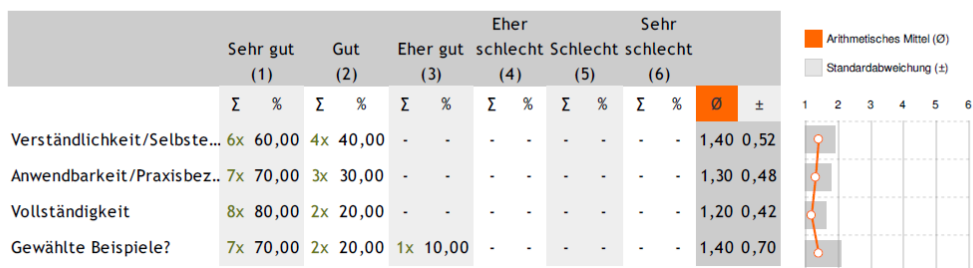 Eher Sehr
Sehr gut Gut Eher gut schlecht Schlecht schlecht
(1) (2) (3) (4) (5) (6)
Arithmetisches Mittel (Ø)
Standardabweichung (±)
Σ % Σ % Σ % Σ % Σ % Σ % Ø ± 1 2 3 4 5 6
Verständlichkeit/Selbste... 6x 60,00 4x 40,00 - - - - - - - - 1,40 0,52
Anwendbarkeit/Praxisbez.. 7x 70,00 3x 30,00 - - - - - - - - 1,30 0,48
Vollständigkeit 8x 80,00 2x 20,00 - - - - - - - - 1,20 0,42
Gewählte Beispiele? 7x 70,00 2x 20,00 1x 10,00 - - - - - - 1,40 0,70